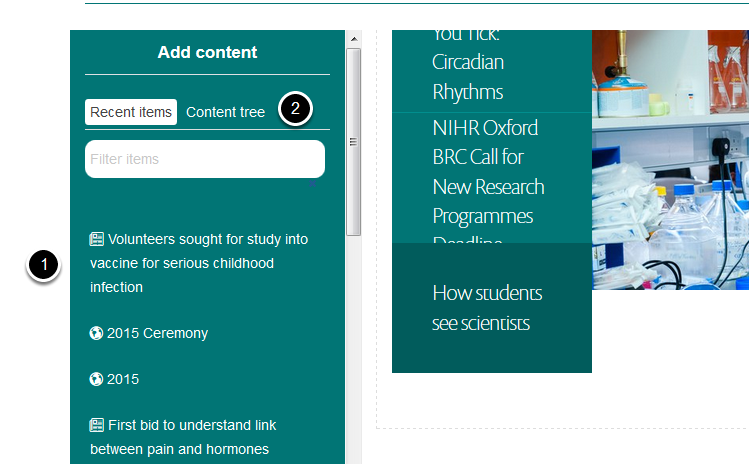 Add content
Recent items
Content tree
2
Filter items
1
Volunteers sought for study into
vaccine for serious childhood
infection
2015 Ceremony
2015
First bid to understand link
between pain and hormones
You Tick:
Circadian
Rhythms
NIHR Oxford
BRC Call for
New Research
Programmes
Deadline
How students
see scientists